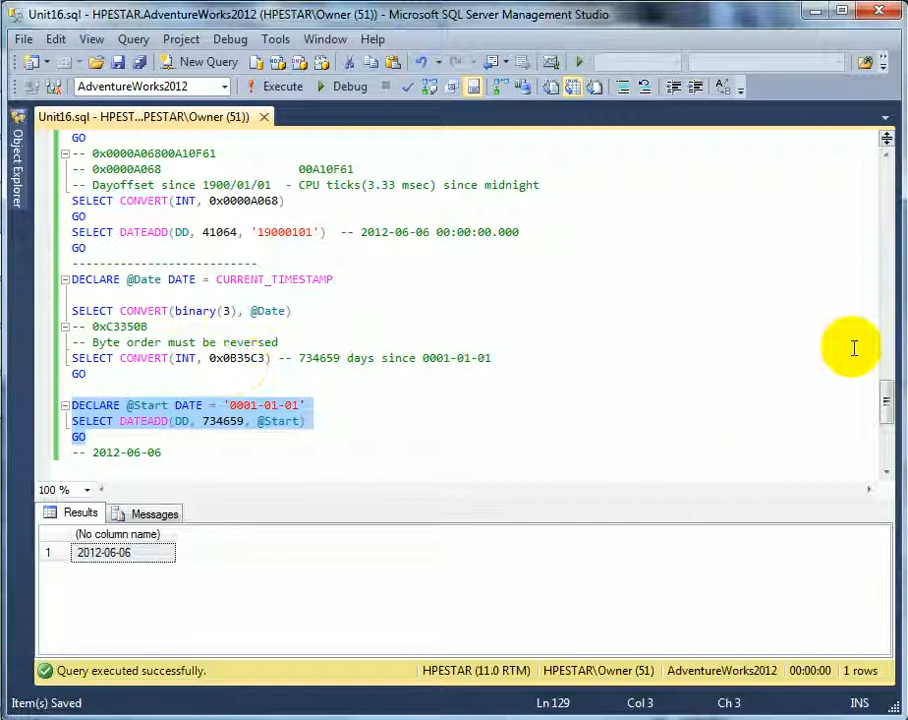 Unit16.sql - HPESTAR.AdventureWorks2012 (HPESTAR\Owner (51)) - Microsoft SQL Server Management Studio
File Edit View Query Project Debug Tools Window Help
New Query
AdventureWorks2012 Execute Debug
Unit16.sql - HPEST...PESTAR\Owner (51))
Object Explorer
GO
-- 0x0000A06800A10F61
-- 0x0000A068 00A10F61
-- Dayoffset since 1900/01/01 - CPU ticks(3.33 msec) since midnight
SELECT CONVERT(INT, 0x0000A068)
GO
SELECT DATEADD(DD, 41064, '19000101') -- 2012-06-06 00:00:00.000
GO
---------------------------
DECLARE @Date DATE = CURRENT_TIMESTAMP
SELECT CONVERT(binary(3), @Date)
-- 0xC3350B
-- Byte order must be reversed
SELECT CONVERT(INT, 0x0B35C3) -- 734659 days since 0001-01-01
GO
DECLARE @Start DATE = '0001-01-01'
SELECT DATEADD(DD, 734659, @Start)
GO
-- 2012-06-06
100 %
Results Messages
(No column name)
1 2012-06-06
Query executed successfully. HPESTAR (11.0 RTM) HPESTAR\Owner (51) AdventureWorks2012 00:00:00 1 rows
Item(s) Saved Ln 129 Col 3 Ch 3 INS